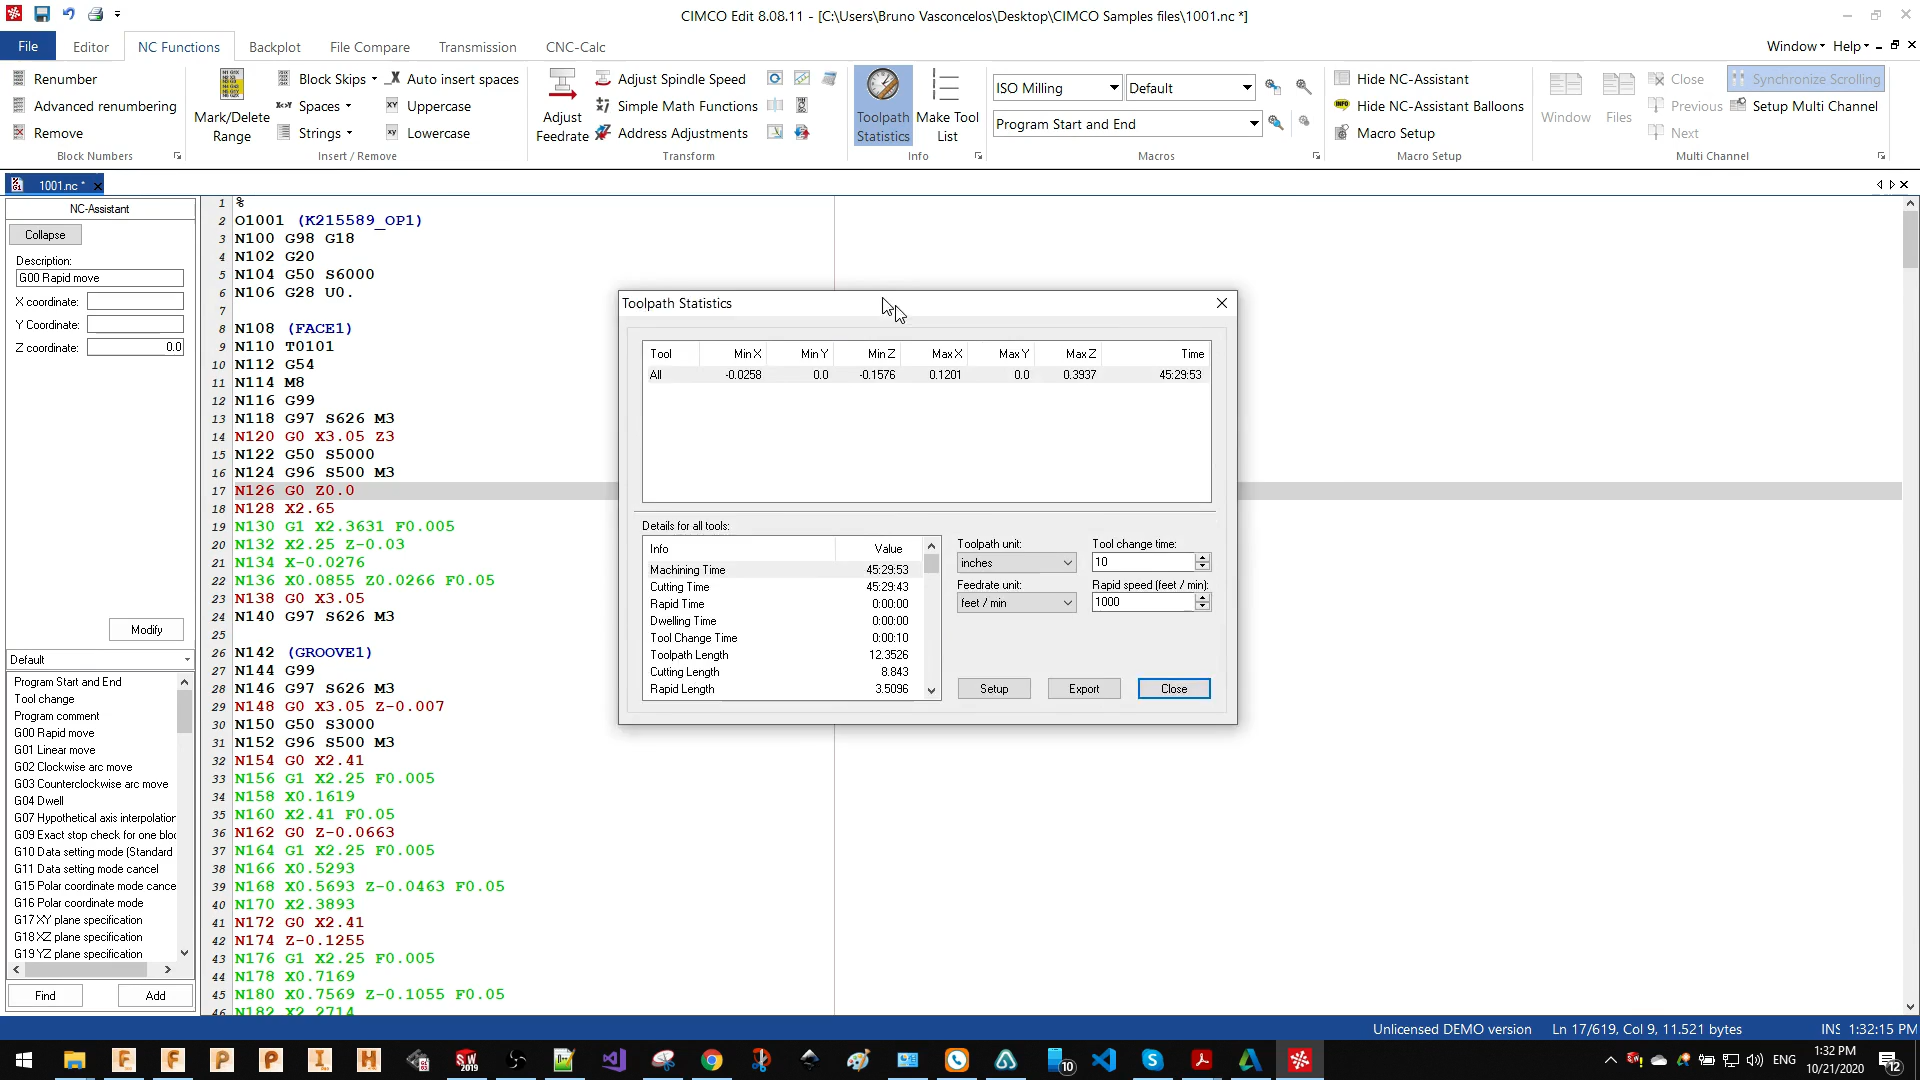 CIMCO Edit 8.08.11 - [C:\Users\Bruno Vasconcelos\Desktop\CIMCO Samples files\1001.nc *]
File Editor NC Functions Backplot File Compare Transmission CNC-Calc Window Help
Renumber
Advanced renumbering
Remove
Block Numbers
Mark/Delete
Range
Block Skips
Spaces
Strings
Auto insert spaces
Uppercase
Lowercase
Insert / Remove
Adjust
Feedrate
Adjust Spindle Speed
Simple Math Functions
Address Adjustments
Transform
Toolpath
Statistics
Make Tool
List
Info
ISO Milling Default
Program Start and End
Macros
Hide NC-Assistant
Hide NC-Assistant Balloons
Macro Setup
Macro Setup
Window
Files
Close
Previous
Next
Synchronize Scrolling
Setup Multi Channel
Multi Channel
1001.nc *
NC-Assistant
Collapse
Description:
G00 Rapid move
X coordinate:
Y Coordinate:
Z coordinate: 0.0
Modify
Default
Program Start and End
Tool change
Program comment
G00 Rapid move
G01 Linear move
G02 Clockwise arc move
G03 Counterclockwise arc move
G04 Dwell
G07 Hypothetical axis interpolation
G09 Exact stop check for one bloc
G10 Data setting mode (Standard
G11 Data setting mode cancel
G15 Polar coordinate mode cance
G16 Polar coordinate mode
G17 XY plane specification
G18 XZ plane specification
G19 YZ plane specification
Find Add
1 %
2 O1001 (K215589_OP1)
3 N100 G98 G18
4 N102 G20
5 N104 G50 S6000
6 N106 G28 U0.
7
8 N108 (FACE1)
9 N110 T0101
10 N112 G54
11 N114 M8
12 N116 G99
13 N118 G97 S626 M3
14 N120 G0 X3.05 Z3
15 N122 G50 S5000
16 N124 G96 S500 M3
17 N126 G0 Z0.0
18 N128 X2.65
19 N130 G1 X2.3631 F0.005
20 N132 X2.25 Z-0.03
21 N134 X-0.0276
22 N136 X0.0855 Z0.0266 F0.05
23 N138 G0 X3.05
24 N140 G97 S626 M3
25
26 N142 (GROOVE1)
27 N144 G99
28 N146 G97 S626 M3
29 N148 G0 X3.05 Z-0.007
30 N150 G50 S3000
31 N152 G96 S500 M3
32 N154 G0 X2.41
33 N156 G1 X2.25 F0.005
34 N158 X0.1619
35 N160 X2.41 F0.05
36 N162 G0 Z-0.0663
37 N164 G1 X2.25 F0.005
38 N166 X0.5293
39 N168 X0.5693 Z-0.0463 F0.05
40 N170 X2.3893
41 N172 G0 X2.41
42 N174 Z-0.1255
43 N176 G1 X2.25 F0.005
44 N178 X0.7169
45 N180 X0.7569 Z-0.1055 F0.05
46 N182 X2.2714
Toolpath Statistics
Tool Min X Min Y Min Z Max X Max Y Max Z Time
All -0.0258 0.0 -0.1576 0.1201 0.0 0.3937 45:29:53
Details for all tools:
Info Value
Machining Time 45:29:53
Cutting Time 45:29:43
Rapid Time 0:00:00
Dwelling Time 0:00:00
Tool Change Time 0:00:10
Toolpath Length 12.3526
Cutting Length 8.843
Rapid Length 3.5096
Toolpath unit:
inches
Tool change time:
10
Feedrate unit:
feet / min
Rapid speed (feet / min):
1000
Setup Export Close
Unlicensed DEMO version Ln 17/619, Col 9, 11.521 bytes INS 1:32:15 PM
ENG
1:32 PM
10/21/2020
12